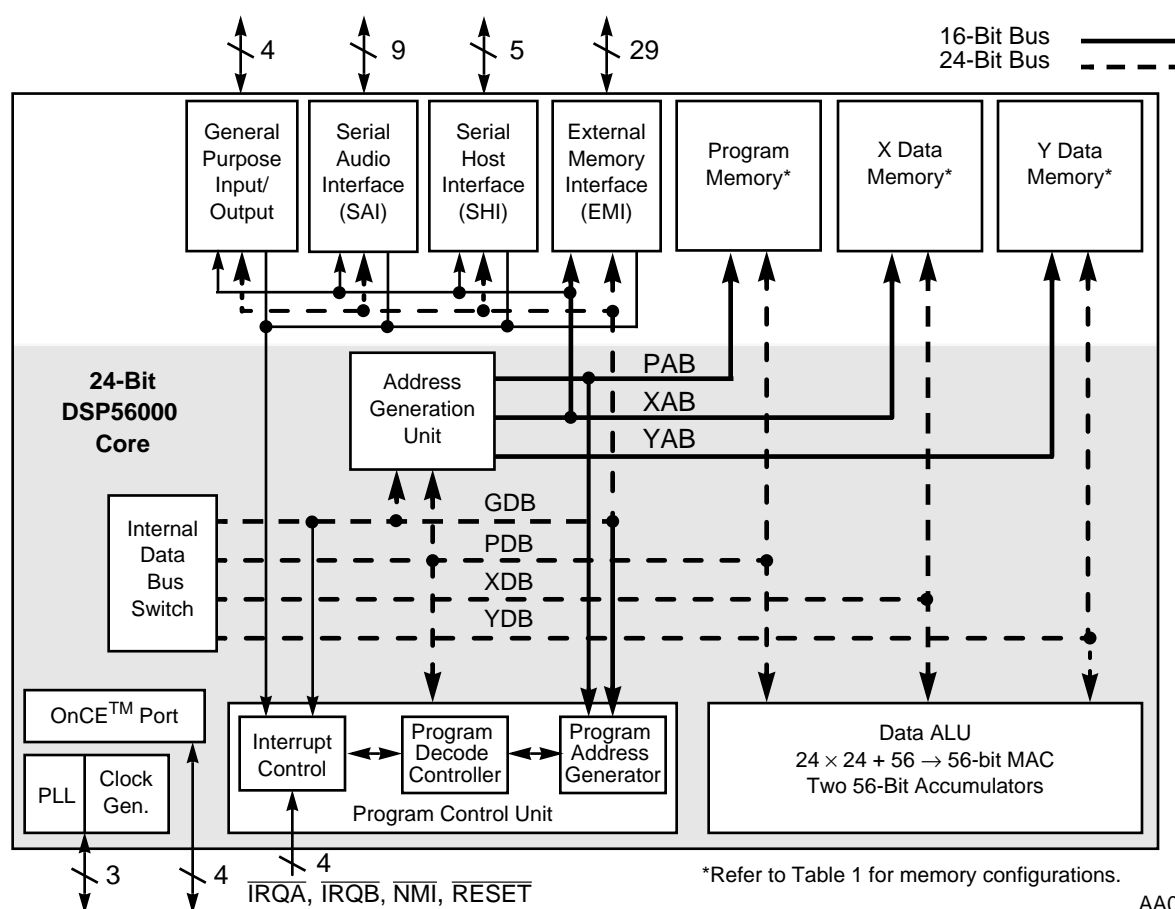 4
9
5
29
16-Bit Bus
24-Bit Bus
General
Purpose
Input/
Output
Serial
Audio
Interface
(SAI)
Serial
Host
Interface
(SHI)
External
Memory
Interface
(EMI)
Program
Memory*
X Data
Memory*
Y Data
Memory*
24-Bit
DSP56000
Core
Address
Generation
Unit
PAB
XAB
YAB
Internal
Data
Bus
Switch
GDB
PDB
XDB
YDB
OnCE™ Port
PLL
Clock
Gen.
Interrupt
Control
Program
Decode
Controller
Program
Address
Generator
Program Control Unit
Data ALU
24 × 24 + 56 → 56-bit MAC
Two 56-Bit Accumulators
3
4
4
IRQA, IRQB, NMI, RESET
*Refer to Table 1 for memory configurations.